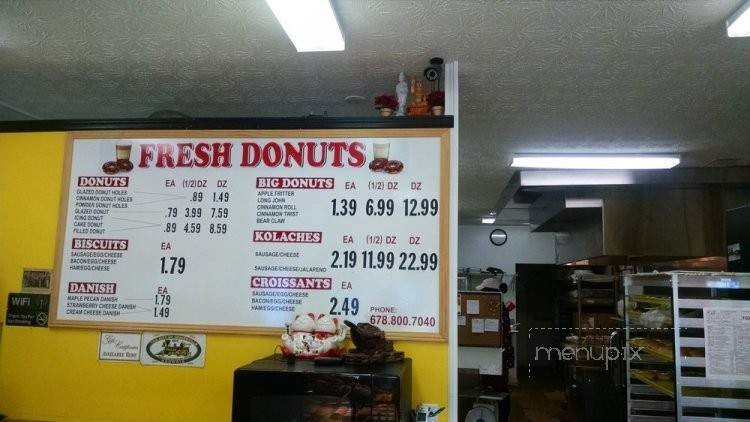 FRESH DONUTS
DONUTS EA (1/2) DZ DZ
GLAZED DONUT HOLES
CINNAMON DONUT HOLES .89 1.49
POWDER DONUT HOLES
GLAZED DONUT .79 3.99 7.59
ICING DONUT
CAKE DONUT .89 4.59 8.59
FILLED DONUT
BISCUITS EA
SAUSAGE/EGG/CHEESE
BACON/EGG/CHEESE 1.79
HAM/EGG/CHEESE
DANISH EA
MAPLE PECAN DANISH 1.79
STRAWBERRY CHEESE DANISH
CREAM CHEESE DANISH 1.49
BIG DONUTS EA (1/2) DZ DZ
APPLE FRITTER
LONG JOHN
CINNAMON ROLL 1.39 6.99 12.99
CINNAMON TWIST
BEAR CLAW
KOLACHES EA (1/2) DZ DZ
SAUSAGE/CHEESE 2.19 11.99 22.99
SAUSAGE/CHEESE/JALAPENO
CROISSANTS EA
SAUSAGE/EGG/CHEESE
BACON/EGG/CHEESE 2.49
HAM/EGG/CHEESE
PHONE:
678.800.7040
WiFi
Gift Certificates
AVAILABLE HERE
menupix